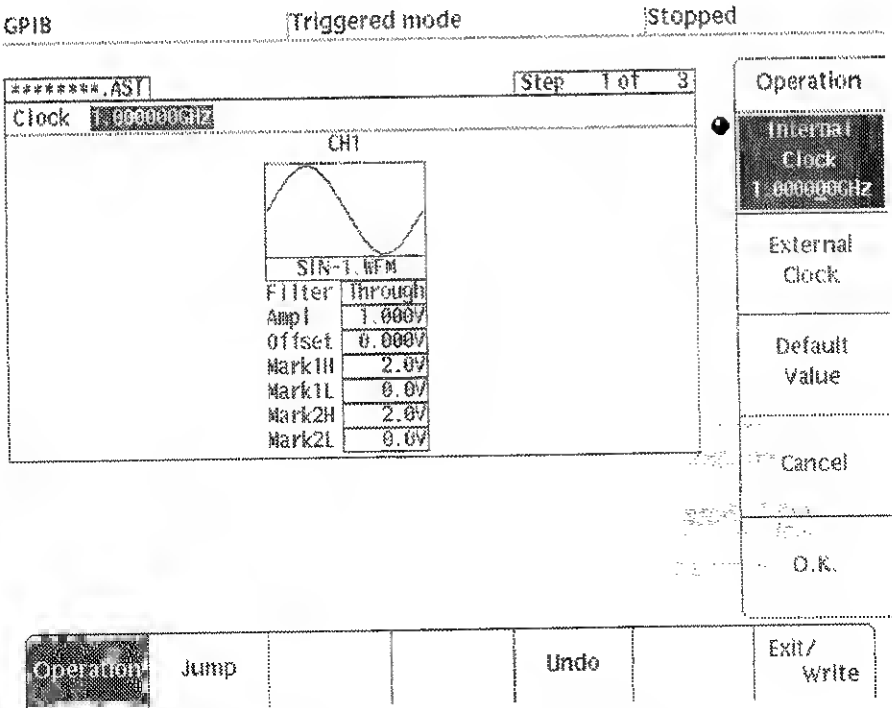 GPIB Triggered mode Stopped
********.AST Step 1 of 3
Clock 1.000000GHz
CH1
SIN-1.WFM
Filter Through
Ampl 1.000V
Offset 0.000V
Mark1H 2.0V
Mark1L 0.0V
Mark2H 2.0V
Mark2L 0.0V
Operation
Internal
Clock
1.000000GHz
External
Clock
Default
Value
Cancel
O.K.
Operation Jump Undo Exit/
Write